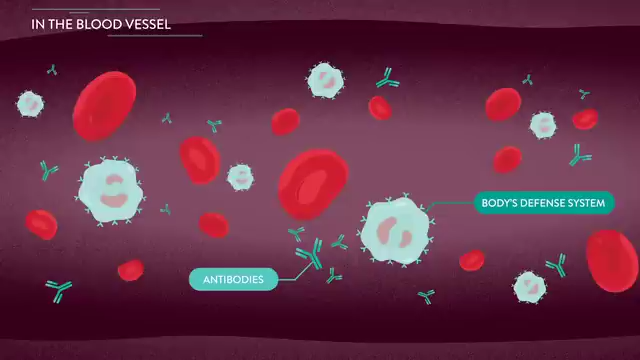 IN THE BLOOD VESSEL
BODY'S DEFENSE SYSTEM
ANTIBODIES